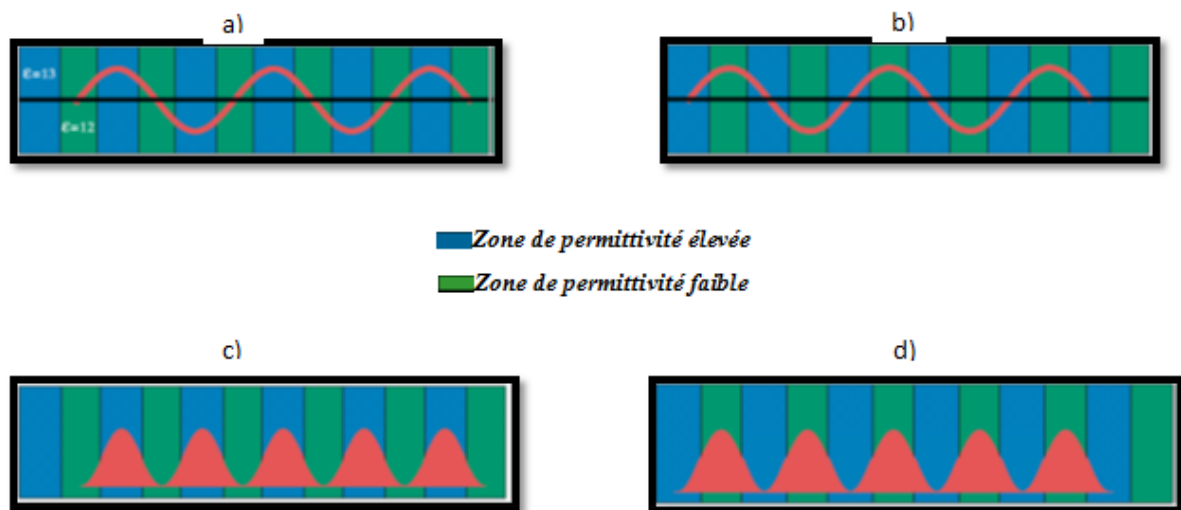 a)
b)
ε=13
ε=12
Zone de permittivité élevée
Zone de permittivité faible
c)
d)